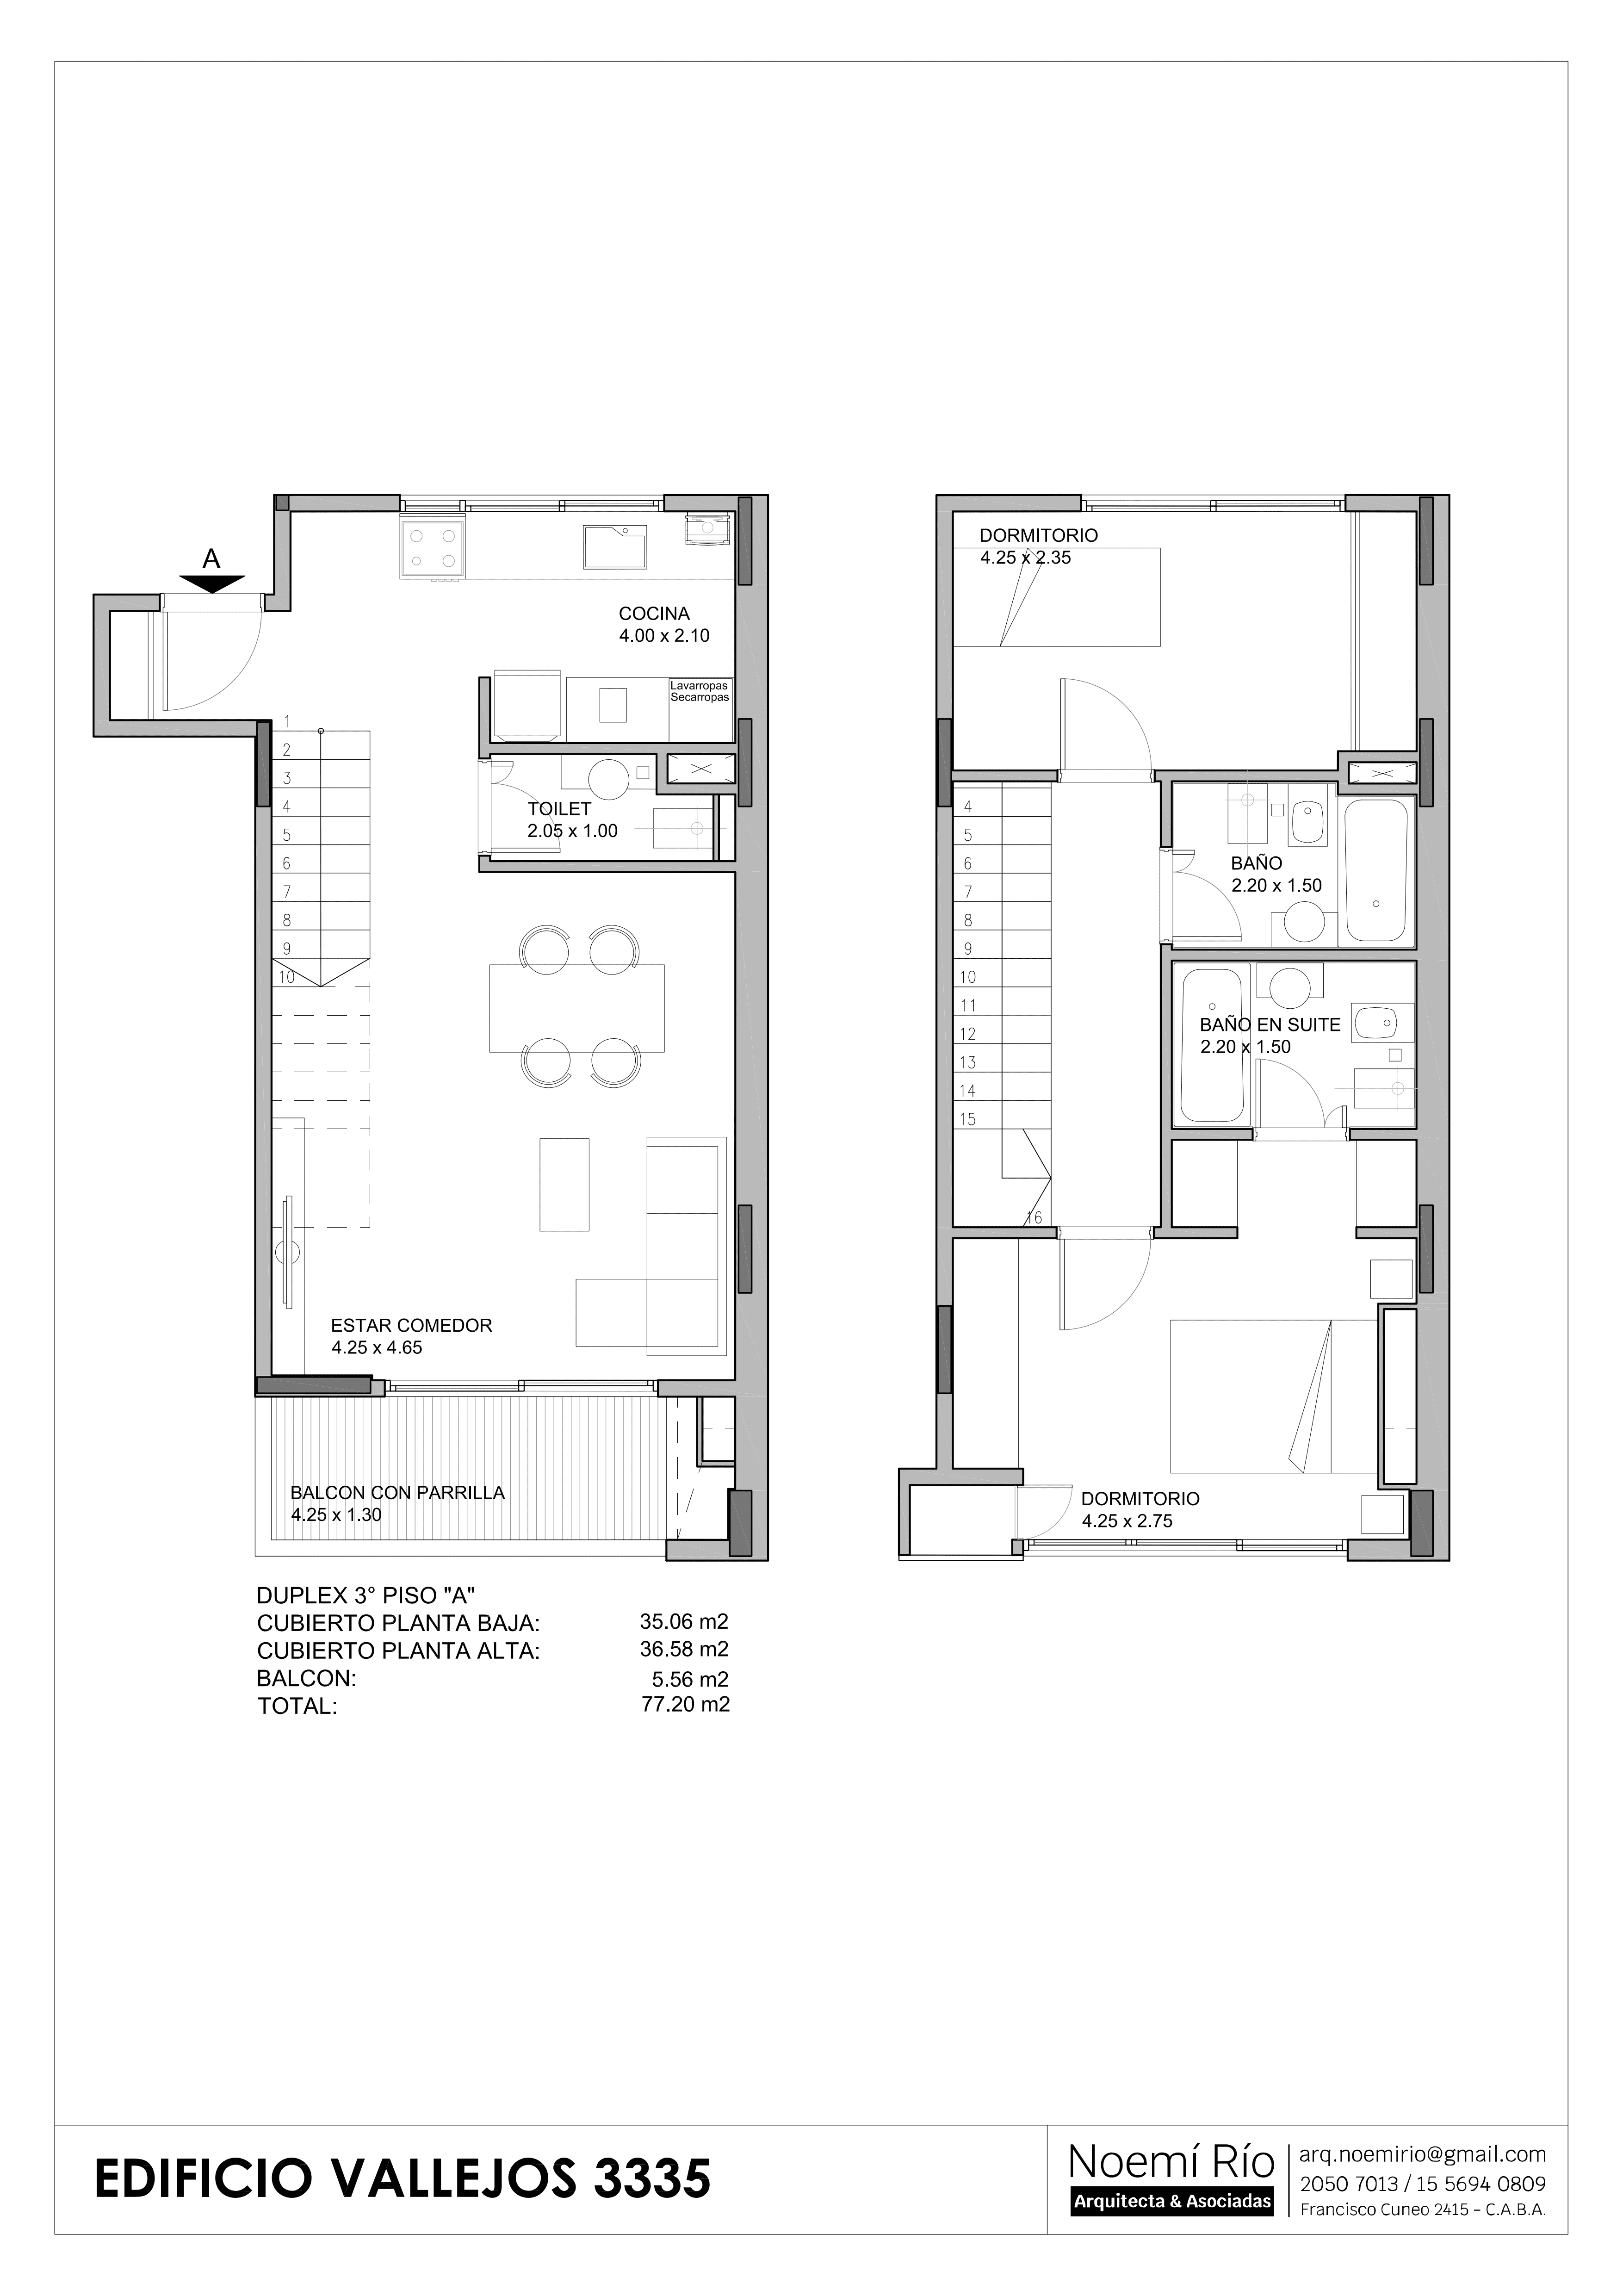 A
COCINA
4.00 x 2.10
Lavarropas
Secarropas
1
2
3
4
5
6
7
8
9
10
TOILET
2.05 x 1.00
ESTAR COMEDOR
4.25 x 4.65
BALCON CON PARRILLA
4.25 x 1.30
DORMITORIO
4.25 x 2.35
4
5
6
7
8
9
10
11
12
13
14
15
16
BAÑO
2.20 x 1.50
BAÑO EN SUITE
2.20 x 1.50
DORMITORIO
4.25 x 2.75
DUPLEX 3° PISO "A"
CUBIERTO PLANTA BAJA: 35.06 m2
CUBIERTO PLANTA ALTA: 36.58 m2
BALCON: 5.56 m2
TOTAL: 77.20 m2
EDIFICIO VALLEJOS 3335
Noemí Río
Arquitecta & Asociadas
arq.noemirio@gmail.com
2050 7013 / 15 5694 0809
Francisco Cuneo 2415 - C.A.B.A.